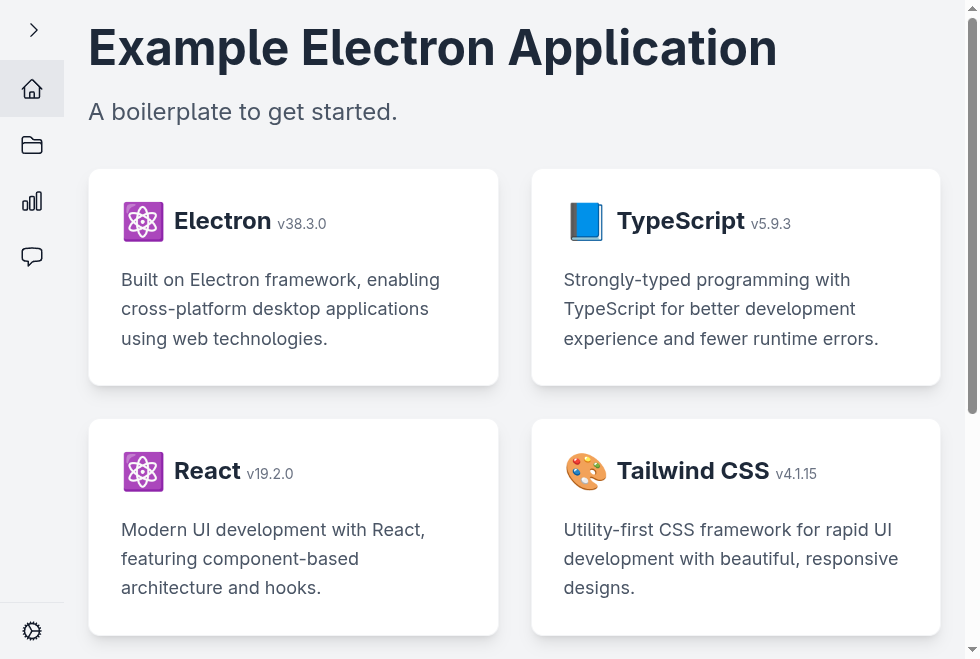 Example Electron Application
A boilerplate to get started.
Electron v38.3.0
Built on Electron framework, enabling
cross-platform desktop applications
using web technologies.
TypeScript v5.9.3
Strongly-typed programming with
TypeScript for better development
experience and fewer runtime errors.
React v19.2.0
Modern UI development with React,
featuring component-based
architecture and hooks.
Tailwind CSS v4.1.15
Utility-first CSS framework for rapid UI
development with beautiful, responsive
designs.